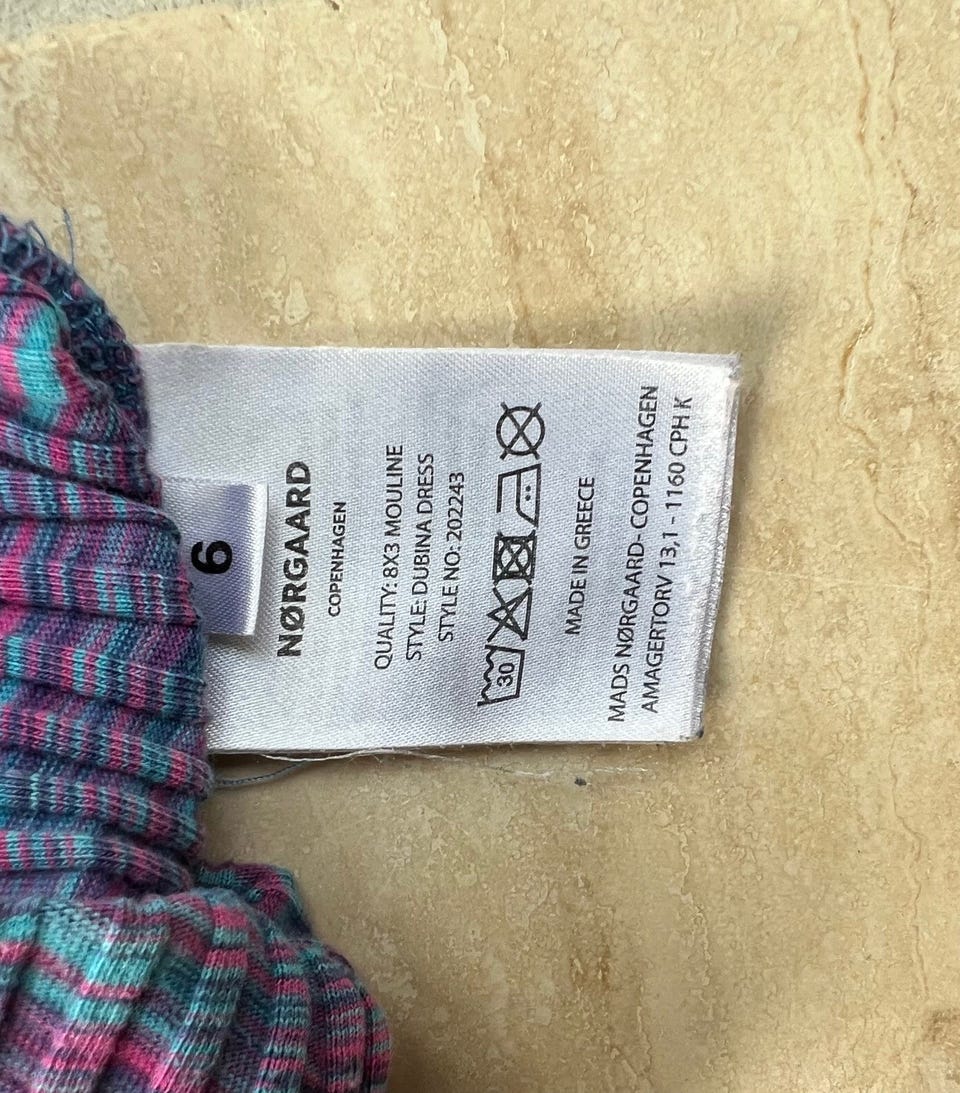 6
NØRGAARD
COPENHAGEN
QUALITY: 8X3 MOULINE
STYLE: DUBINA DRESS
STYLE NO: 202243
30
MADE IN GREECE
MADS NØRGAARD- COPENHAGEN
AMAGERTORV 13,1 - 1160 CPH K